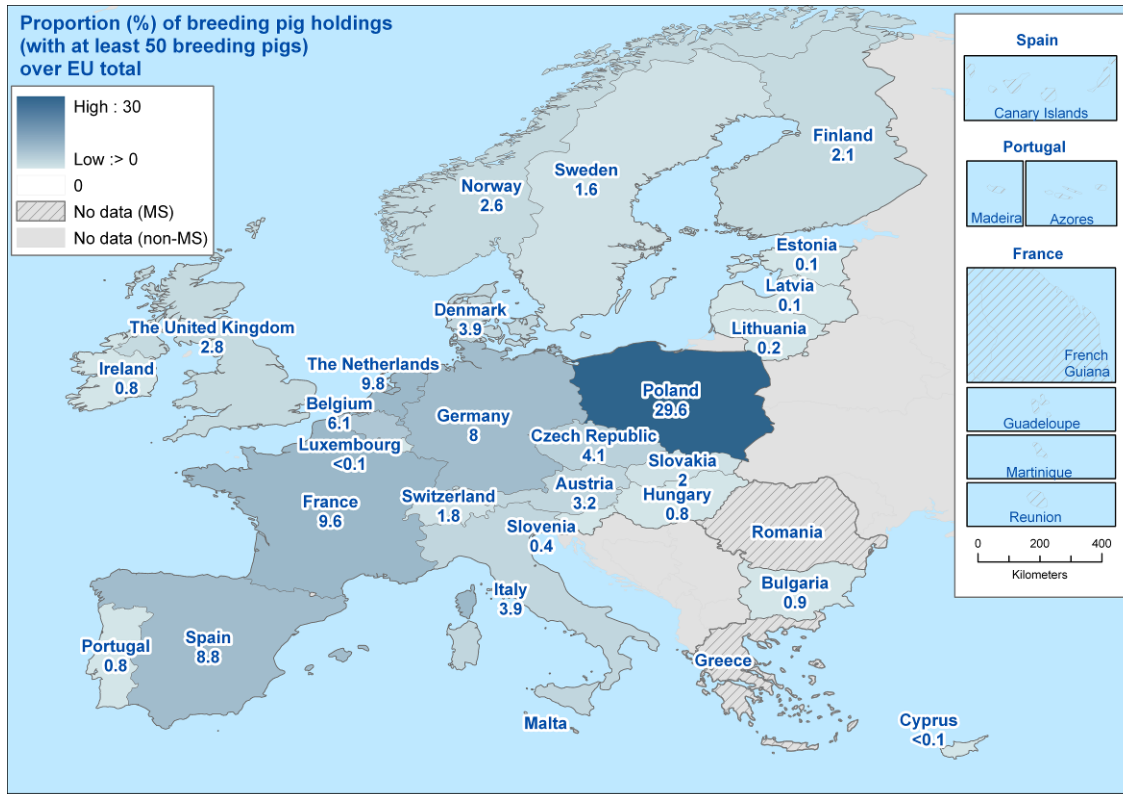 Proportion (%) of breeding pig holdings
(with at least 50 breeding pigs)
over EU total
High : 30
Low :> 0
0
No data (MS)
No data (non-MS)
Finland
2.1
Sweden
1.6
Norway
2.6
Estonia
0.1
Latvia
0.1
Lithuania
0.2
Denmark
3.9
The United Kingdom
2.8
Ireland
0.8
The Netherlands
9.8
Belgium
6.1
Luxembourg
<0.1
Germany
8
Poland
29.6
Czech Republic
4.1
Slovakia
2
Austria
3.2
Hungary
0.8
Switzerland
1.8
Slovenia
0.4
France
9.6
Romania
Bulgaria
0.9
Italy
3.9
Portugal
0.8
Spain
8.8
Greece
Malta
Cyprus
<0.1
Spain
Canary Islands
Portugal
Madeira
Azores
France
French
Guiana
Guadeloupe
Martinique
Reunion
0 200 400
Kilometers